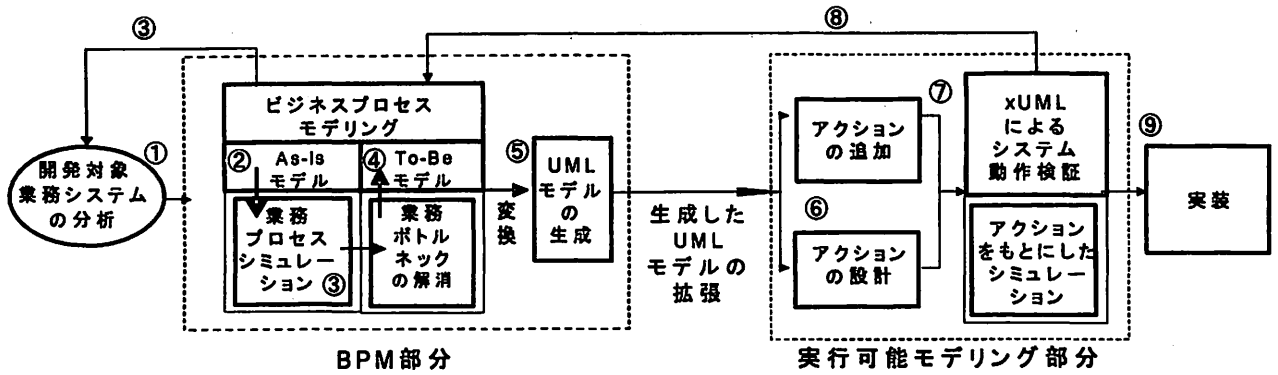 ③
⑧
①
開発対象
業務システム
の分析
ビジネスプロセス
モデリング
②
As-Is
モデル
④
To-Be
モデル
業務
プロセス
シミュレー
ション
③
業務
ボトル
ネック
の解消
変換
⑤
UML
モデル
の
生成
生成した
UML
モデルの
拡張
アクション
の追加
⑥
アクション
の設計
⑦
xUML
による
システム
動作検証
アクション
をもとにした
シミュレー
ション
⑨
実装
BPM部分
実行可能モデリング部分